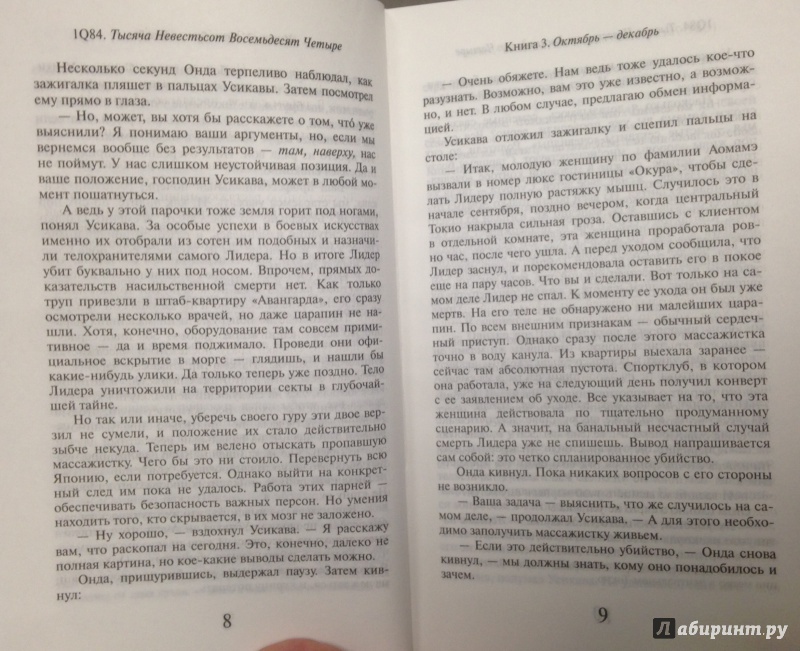 1Q84. Тысяча Невестьсот Восемьдесят Четыре
Несколько секунд Онда терпеливо наблюдал, как
зажигалка пляшет в пальцах Усикавы. Затем посмотрел
ему прямо в глаза.
— Но, может, вы хотя бы расскажете о том, что́ уже
выяснили? Я понимаю ваши аргументы, но, если мы
вернемся вообще без результатов — там, наверху, нас
не поймут. У нас слишком неустойчивая позиция. Да и
ваше положение, господин Усикава, может в любой мо-
мент пошатнуться.
А ведь у этой парочки тоже земля горит под ногами,
понял Усикава. За особые успехи в боевых искусствах
именно их отобрали из сотен им подобных и назначи-
ли телохранителями самого Лидера. Но в итоге Лидер
убит буквально у них под носом. Впрочем, прямых до-
казательств насильственной смерти нет. Как только
труп привезли в штаб-квартиру «Авангарда», его сразу
осмотрели несколько врачей, но даже царапин не на-
шли. Хотя, конечно, оборудование там совсем прими-
тивное — да и время поджимало. Проведи они офи-
циальное вскрытие в морге — глядишь, и нашли бы
какие-нибудь улики. Да только теперь уже поздно. Тело
Лидера уничтожили на территории секты в глубочай-
шей тайне.
Но так или иначе, уберечь своего гуру эти двое вер-
зил не сумели, и положение их стало действительно
зыбче некуда. Теперь им велено отыскать пропавшую
массажистку. Чего бы это ни стоило. Перевернуть всю
Японию, если потребуется. Однако выйти на конкрет-
ный след им пока не удалось. Работа этих парней —
обеспечивать безопасность важных персон. Но умения
находить того, кто скрывается, в их мозг не заложено.
— Ну хорошо, — вздохнул Усикава. — Я расскажу
вам, что раскопал на сегодня. Это, конечно, далеко не
полная картина, но кое-какие выводы сделать можно.
Онда, прищурившись, выдержал паузу. Затем кив-
нул:
8
Книга 3. Октябрь — декабрь
— Очень обяжете. Нам ведь тоже удалось кое-что
разузнать. Возможно, вам это уже известно, а возмож-
но, и нет. В любом случае, предлагаю обмен информа-
цией.
Усикава отложил зажигалку и сцепил пальцы на
столе:
— Итак, молодую женщину по фамилии Аомамэ
вызвали в номер люкс гостиницы «Окура», чтобы сде-
лать Лидеру полную растяжку мышц. Случилось это в
начале сентября, поздно вечером, когда центральный
Токио накрыла сильная гроза. Оставшись с клиентом
в отдельной комнате, эта женщина проработала ров-
но час, после чего ушла. А перед уходом сообщила, что
Лидер заснул, и порекомендовала оставить его в покое
еще на пару часов. Что вы и сделали. Вот только на са-
мом деле Лидер не спал. К моменту ее ухода он был уже
мертв. На его теле не обнаружено ни малейших цара-
пин. По всем внешним признакам — обычный сердеч-
ный приступ. Однако сразу после этого массажистка
точно в воду канула. Из квартиры выехала заранее —
сейчас там абсолютная пустота. Спортклуб, в котором
она работала, уже на следующий день получил конверт
с ее заявлением об уходе. Все указывает на то, что эта
женщина действовала по тщательно продуманному
сценарию. А значит, на банальный несчастный случай
смерть Лидера уже не спишешь. Вывод напрашивается
сам собою: это четко спланированное убийство.
Онда кивнул. Пока никаких вопросов с его стороны
не возникло.
— Ваша задача — выяснить, что же случилось на са-
мом деле, — продолжал Усикава. — А для этого необхо-
димо заполучить массажистку живьем.
— Если это действительно убийство, — Онда снова
кивнул, — мы должны знать, кому оно понадобилось и
зачем.
9
Лабиринт.ру